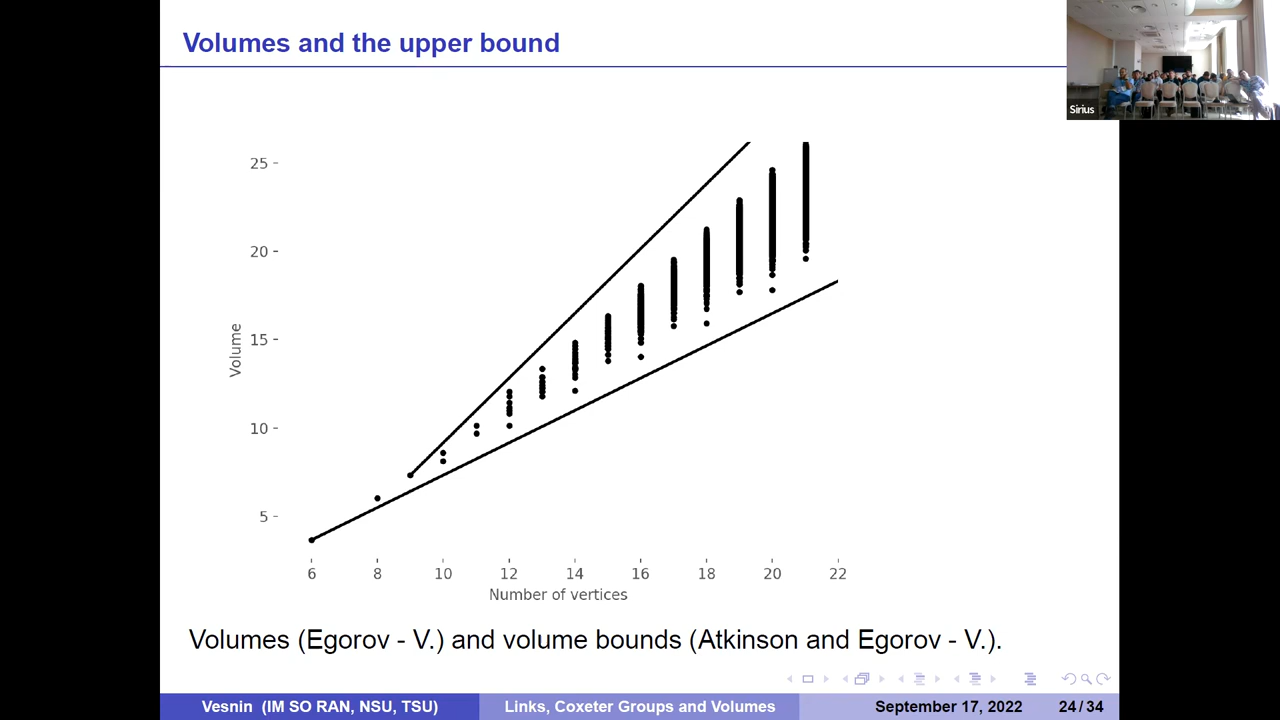 Volumes and the upper bound
Sirius
25
20
15
10
5
Volume
6 8 10 12 14 16 18 20 22
Number of vertices
Volumes (Egorov - V.) and volume bounds (Atkinson and Egorov - V.).
Vesnin (IM SO RAN, NSU, TSU) Links, Coxeter Groups and Volumes September 17, 2022 24 / 34